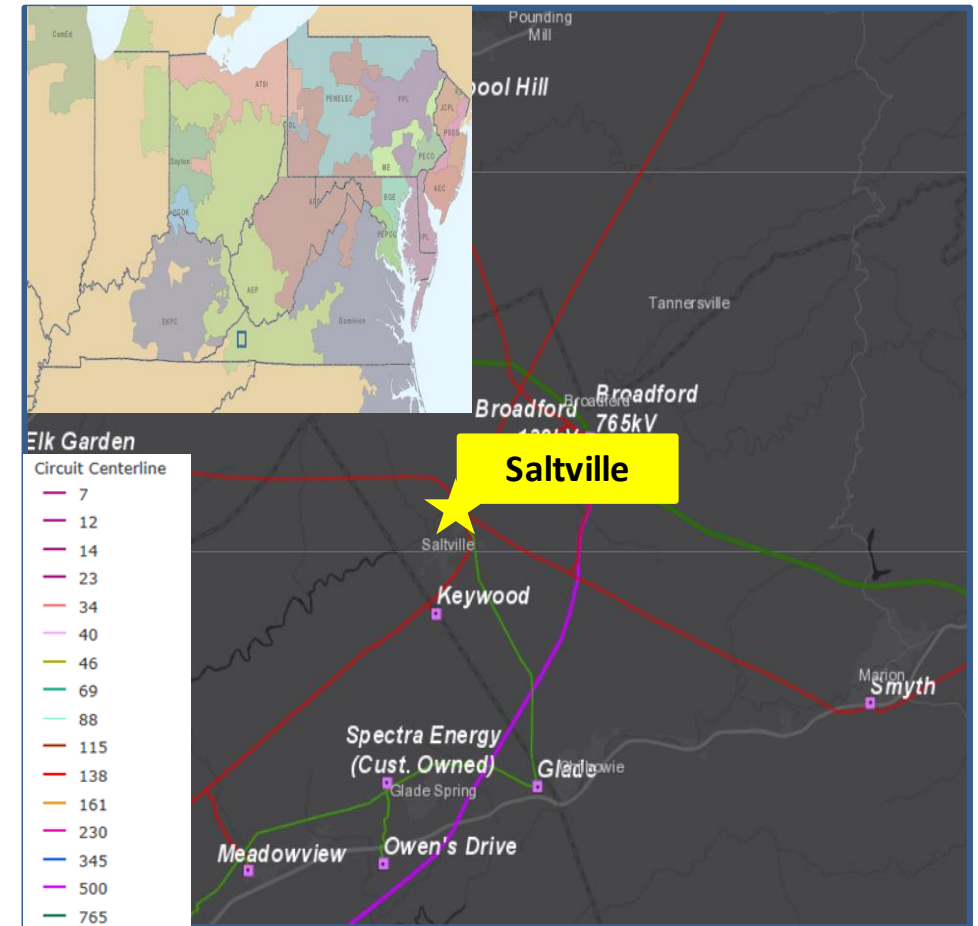 ComEd
ATSI
PENELEC
PPL
JCPL
PSEG
Dayton
ME
PECO
AEC
BGE
PEPCO
DPL
AEP
EKPC
Dominion
Pounding
Mill
Tannersville
Broadford
765kV
Broadford
Broadford
Elk Garden
Saltville
Saltville
Keywood
Marion
Smyth
Spectra Energy
(Cust. Owned)
Glade
Glade Spring
Meadowview
Owen's Drive
Circuit Centerline
7
12
14
23
34
40
46
69
88
115
138
161
230
345
500
765